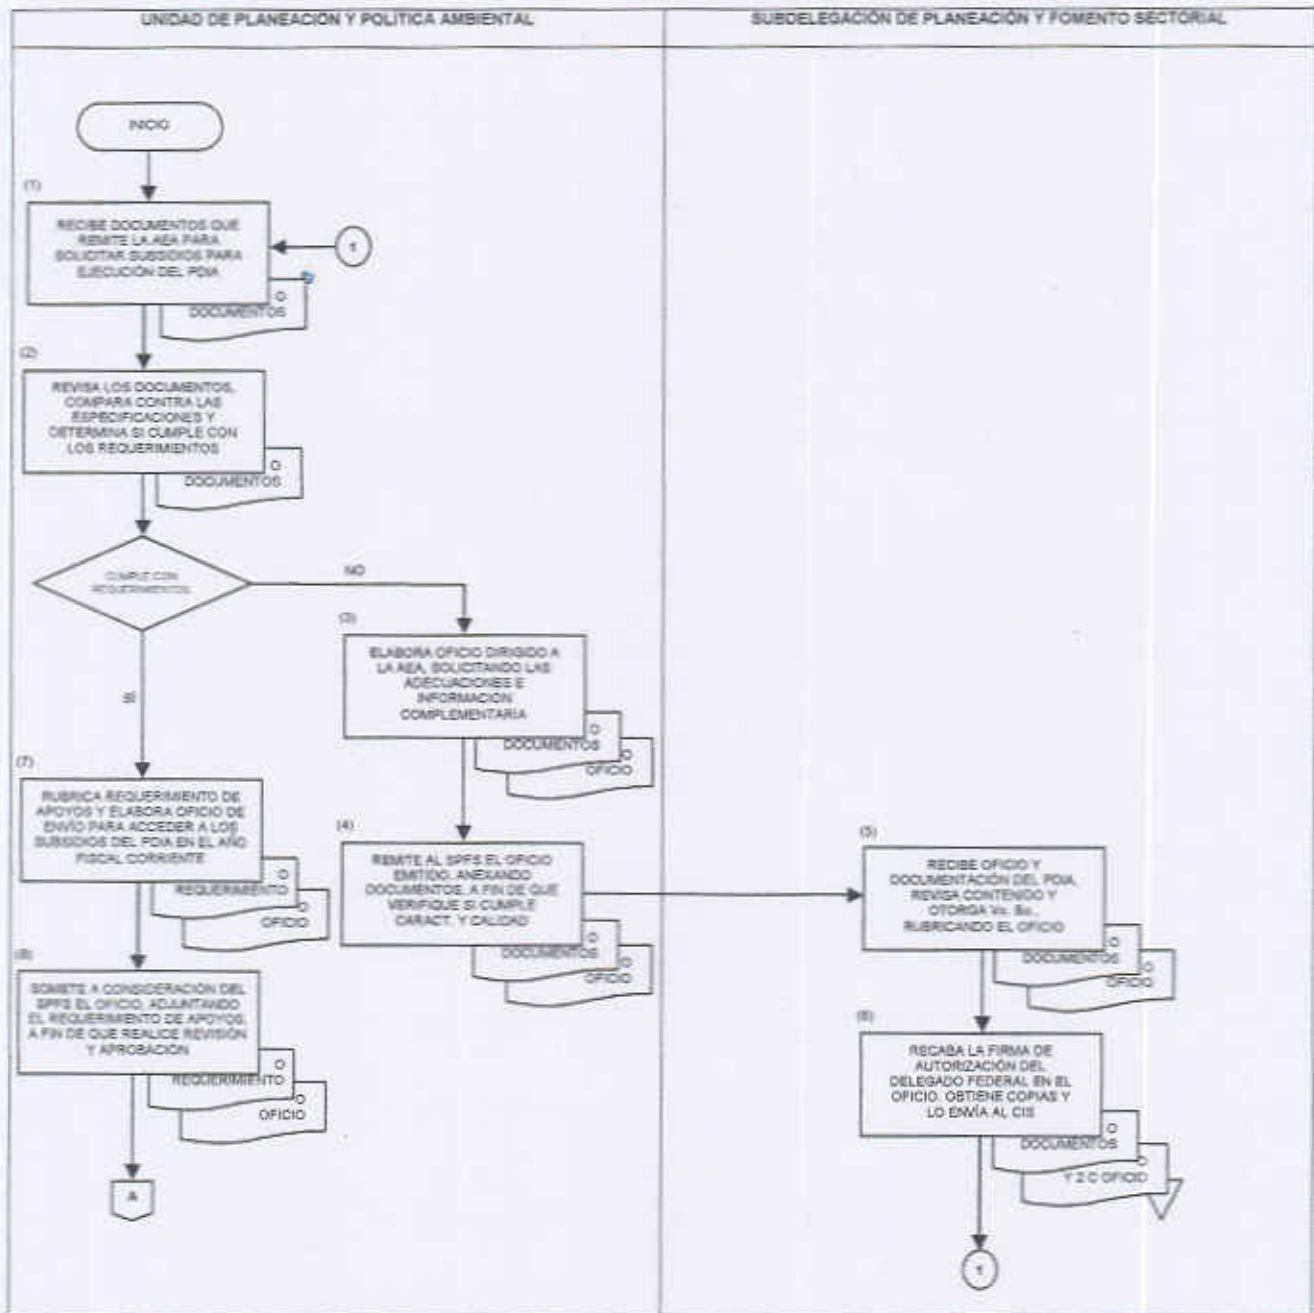 UNIDAD DE PLANEACIÓN Y POLÍTICA AMBIENTAL
SUBDELEGACIÓN DE PLANEACIÓN Y FOMENTO SECTORIAL
INICIO
(1)
RECIBE DOCUMENTOS QUE
REMITE LA AEA PARA
SOLICITAR SUBSIDIOS PARA
EJECUCIÓN DEL PDIA
1
O
DOCUMENTOS
(2)
REVISA LOS DOCUMENTOS,
COMPARA CONTRA LAS
ESPECIFICACIONES Y
DETERMINA SI CUMPLE CON
LOS REQUERIMIENTOS
O
DOCUMENTOS
CUMPLE CON
REQUERIMIENTOS
NO
SI
(3)
ELABORA OFICIO DIRIGIDO A
LA AEA, SOLICITANDO LAS
ADECUACIONES E
INFORMACIÓN
COMPLEMENTARIA
O
DOCUMENTOS
O
OFICIO
(4)
REMITE AL SPFS EL OFICIO
EMITIDO, ANEXANDO
DOCUMENTOS, A FIN DE QUE
VERIFIQUE SI CUMPLE
CARACT. Y CALIDAD
O
DOCUMENTOS
O
OFICIO
(5)
RECIBE OFICIO Y
DOCUMENTACIÓN DEL PDIA,
REVISA CONTENIDO Y
OTORGA Vo. Bo.,
RUBRICANDO EL OFICIO
O
DOCUMENTOS
O
OFICIO
(6)
RECABA LA FIRMA DE
AUTORIZACIÓN DEL
DELEGADO FEDERAL EN EL
OFICIO, OBTIENE COPIAS Y
LO ENVÍA AL CIS
O
DOCUMENTOS
O
Y 2 C OFICIO
1
(7)
RUBRICA REQUERIMIENTO DE
APOYOS Y ELABORA OFICIO DE
ENVÍO PARA ACCEDER A LOS
SUBSIDIOS DEL PDIA EN EL AÑO
FISCAL CORRIENTE
O
REQUERIMIENTO
O
OFICIO
(8)
SOMETE A CONSIDERACIÓN DEL
SPFS EL OFICIO, ADJUNTANDO
EL REQUERIMIENTO DE APOYOS,
A FIN DE QUE REALICE REVISIÓN
Y APROBACIÓN
O
REQUERIMIENTO
O
OFICIO
A